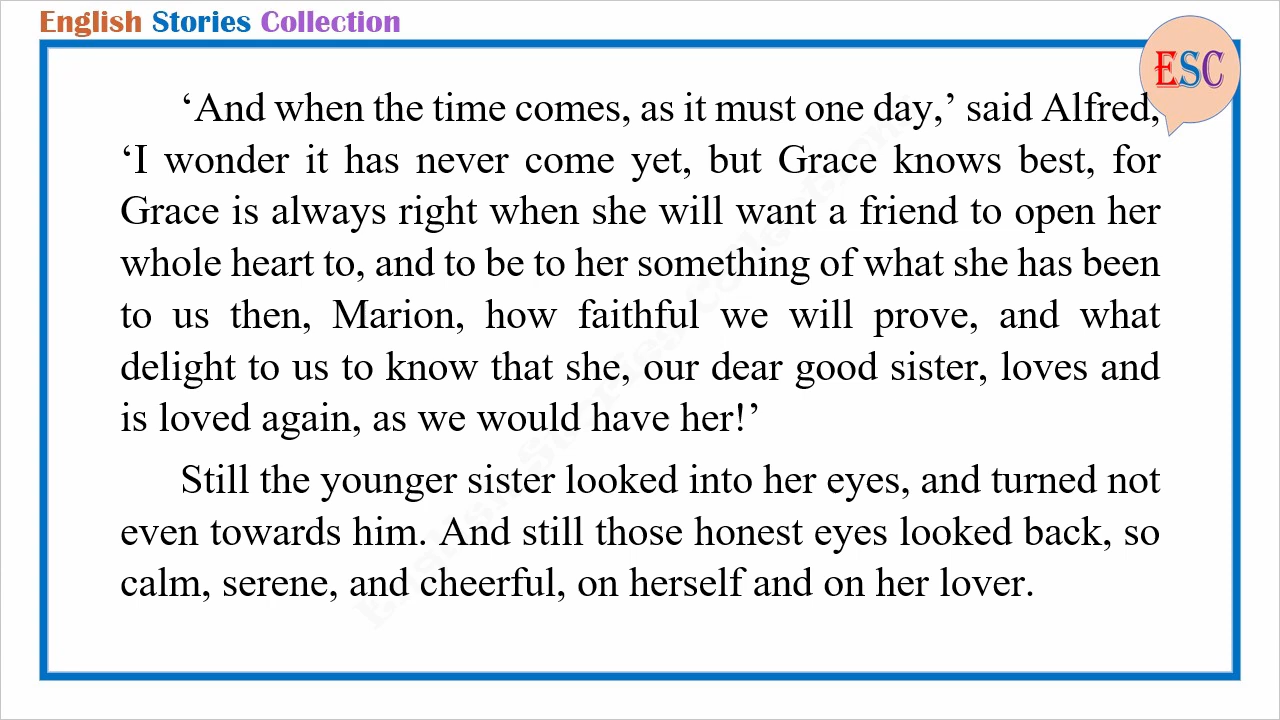 English Stories Collection
ESC
‘And when the time comes, as it must one day,’ said Alfred,
‘I wonder it has never come yet, but Grace knows best, for
Grace is always right when she will want a friend to open her
whole heart to, and to be to her something of what she has been
to us then, Marion, how faithful we will prove, and what
delight to us to know that she, our dear good sister, loves and
is loved again, as we would have her!’
Still the younger sister looked into her eyes, and turned not
even towards him. And still those honest eyes looked back, so
calm, serene, and cheerful, on herself and on her lover.